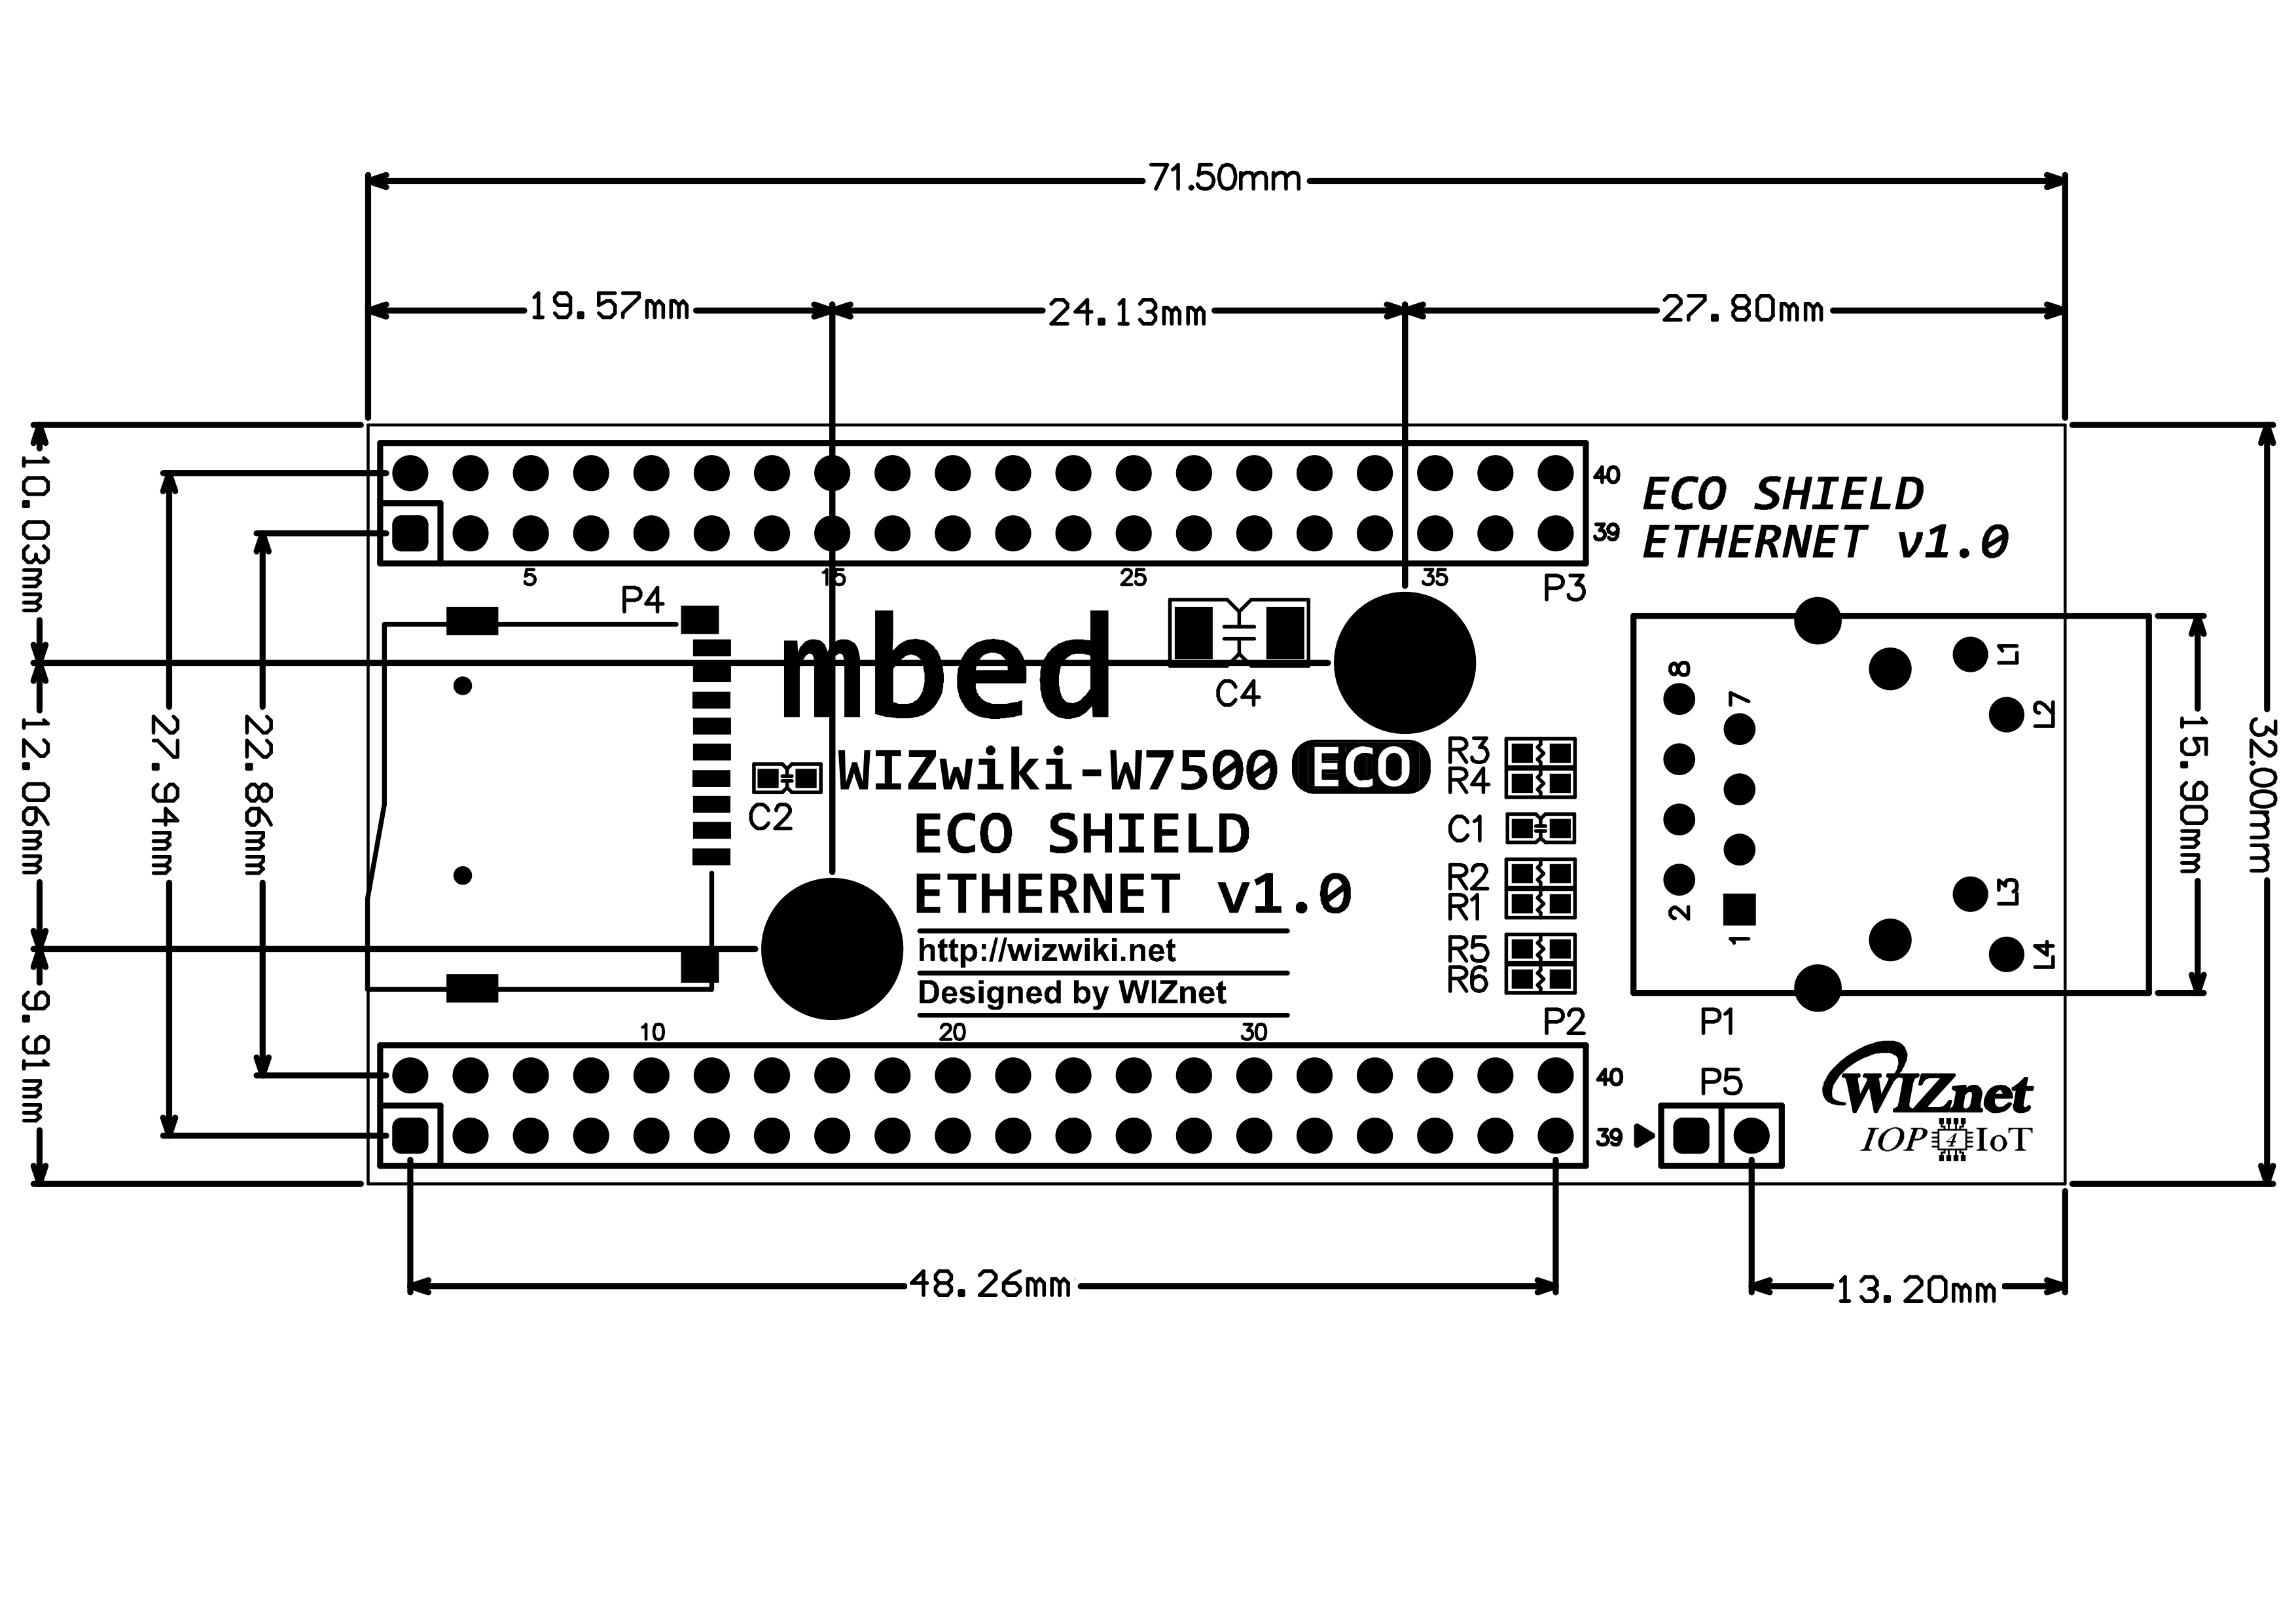 71.50mm
19.57mm
24.13mm
27.80mm
10.03mm
12.06mm
9.91mm
27.94mm
22.86mm
40
39
5
15
25
35
P3
ECO SHIELD
ETHERNET v1.0
P4
mbed
C4
C2
WIZwiki-W7500 ECO
ECO SHIELD
ETHERNET v1.0
http://wizwiki.net
Designed by WIZnet
R3
R4
C1
R2
R1
R5
R6
8
7
2
1
L1
L2
L3
L4
15.90mm
32.00mm
10
20
30
P2
P1
P5
40
39
WIZnet
IOP 4 IoT
48.26mm
13.20mm